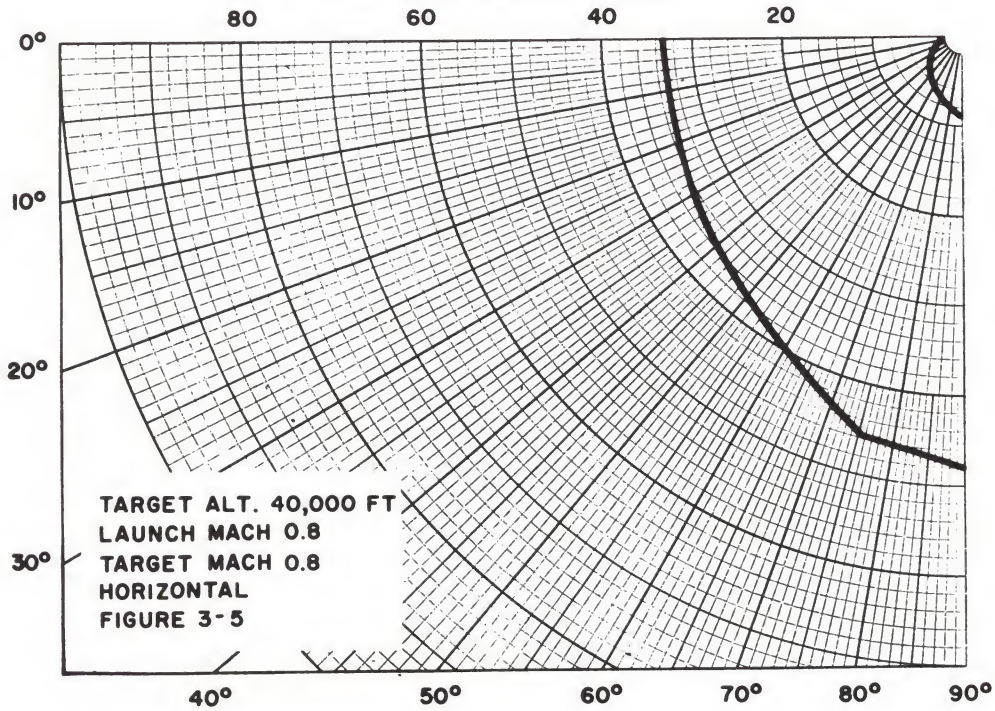 80 60 40 20
0°
10°
20°
30°
TARGET ALT. 40,000 FT
LAUNCH MACH 0.8
TARGET MACH 0.8
HORIZONTAL
FIGURE 3-5
40° 50° 60° 70° 80° 90°